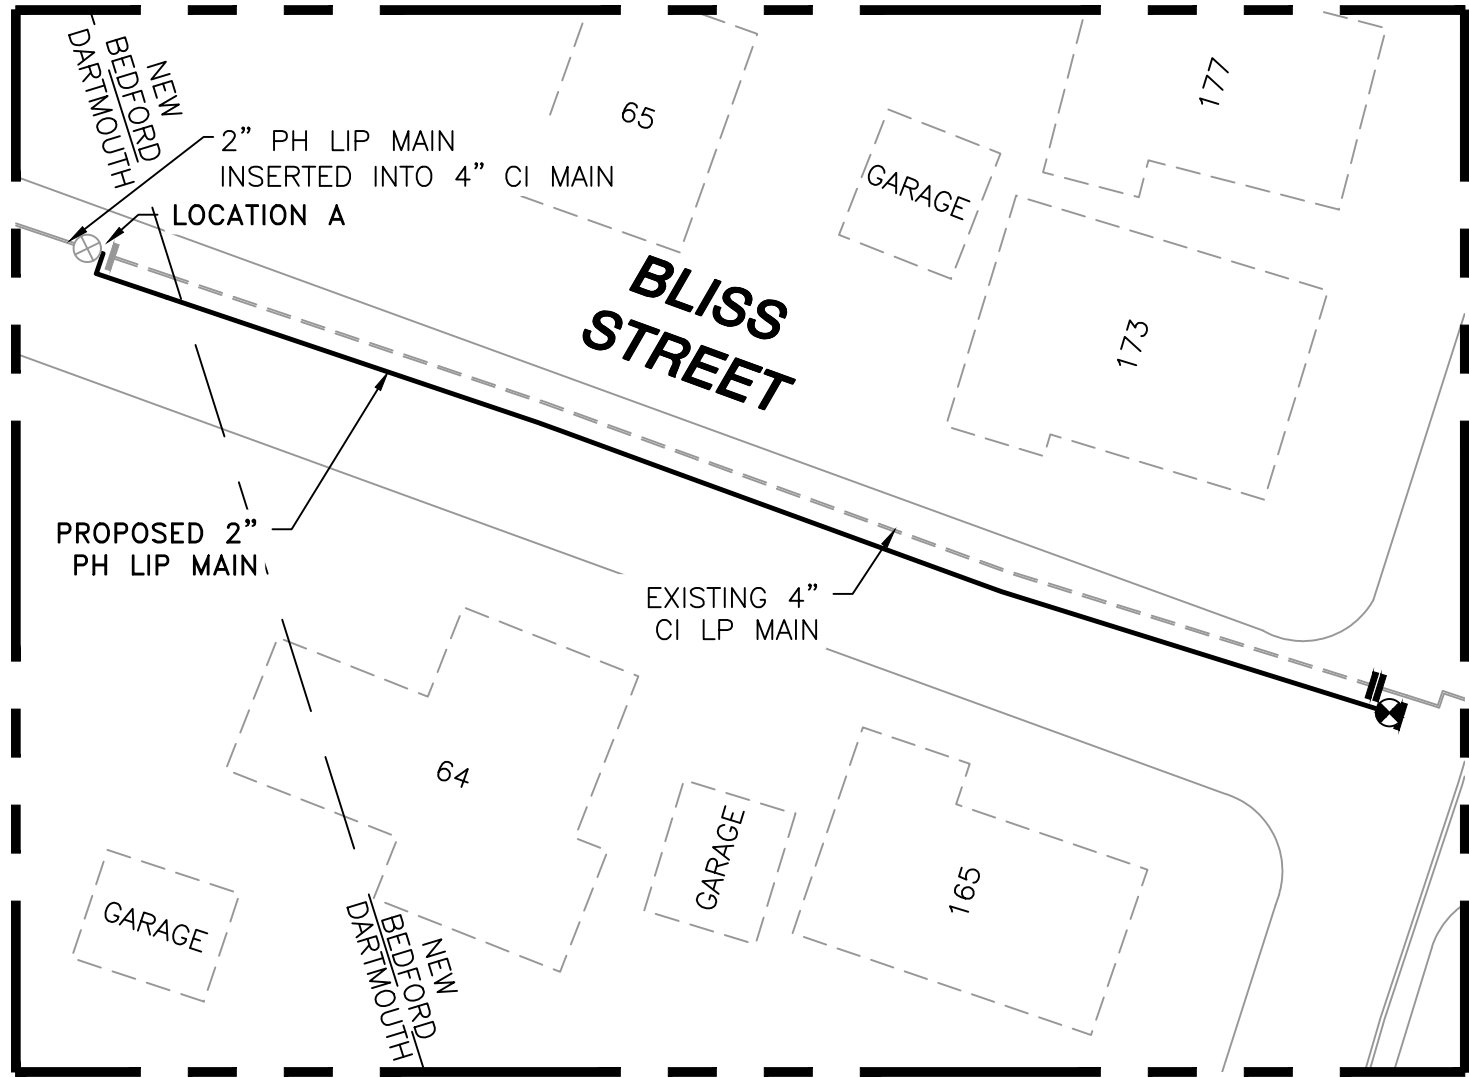 NEW
BEDFORD
DARTMOUTH
2” PH LIP MAIN
INSERTED INTO 4” CI MAIN
LOCATION A
65
177
GARAGE
BLISS
STREET
173
PROPOSED 2”
PH LIP MAIN
EXISTING 4”
CI LP MAIN
64
GARAGE
165
GARAGE
NEW
BEDFORD
DARTMOUTH